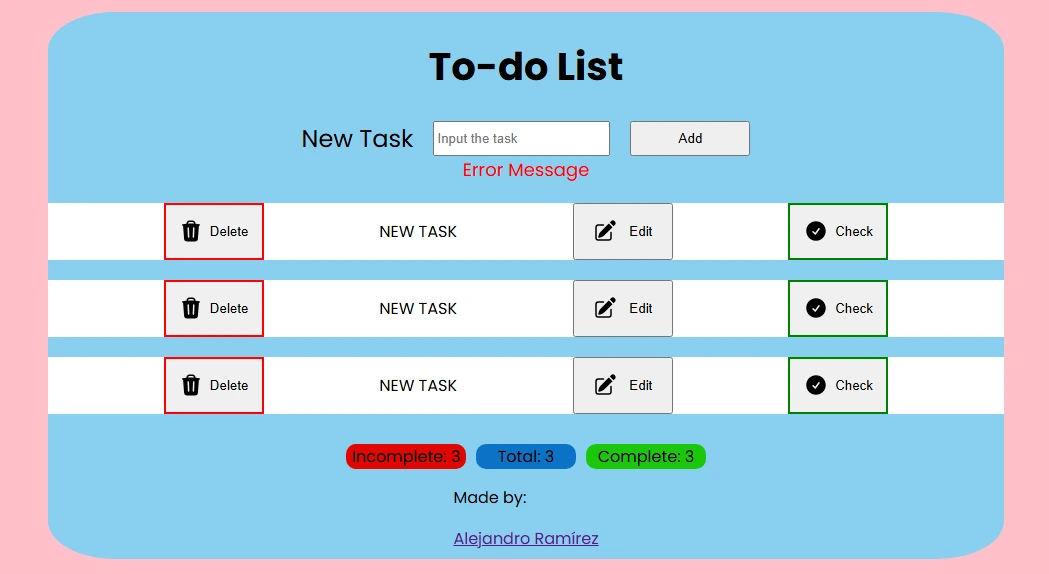 To-do List
New Task Input the task Add
Error Message
Delete NEW TASK Edit Check
Delete NEW TASK Edit Check
Delete NEW TASK Edit Check
Incomplete: 3 Total: 3 Complete: 3
Made by:
Alejandro Ramírez